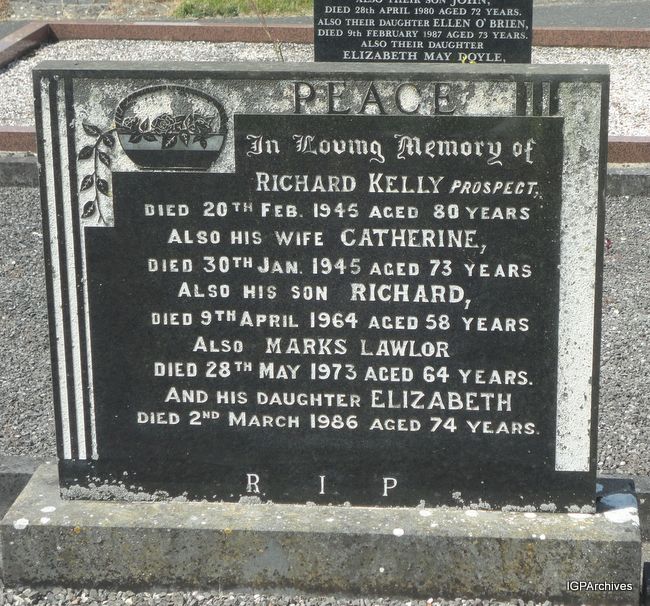 ALSO THEIR SON JOHN,
DIED 28TH APRIL 1980 AGED 72 YEARS.
ALSO THEIR DAUGHTER ELLEN O'BRIEN,
DIED 9TH FEBRUARY 1987 AGED 73 YEARS.
ALSO THEIR DAUGHTER
ELIZABETH MAY DOYLE,
PEACE
In Loving Memory of
RICHARD KELLY PROSPECT,
DIED 20TH FEB. 1945 AGED 80 YEARS
ALSO HIS WIFE CATHERINE,
DIED 30TH JAN. 1945 AGED 73 YEARS
ALSO HIS SON RICHARD,
DIED 9TH APRIL 1964 AGED 58 YEARS
ALSO MARKS LAWLOR
DIED 28TH MAY 1973 AGED 64 YEARS.
AND HIS DAUGHTER ELIZABETH
DIED 2ND MARCH 1986 AGED 74 YEARS.
R I P
IGPArchives